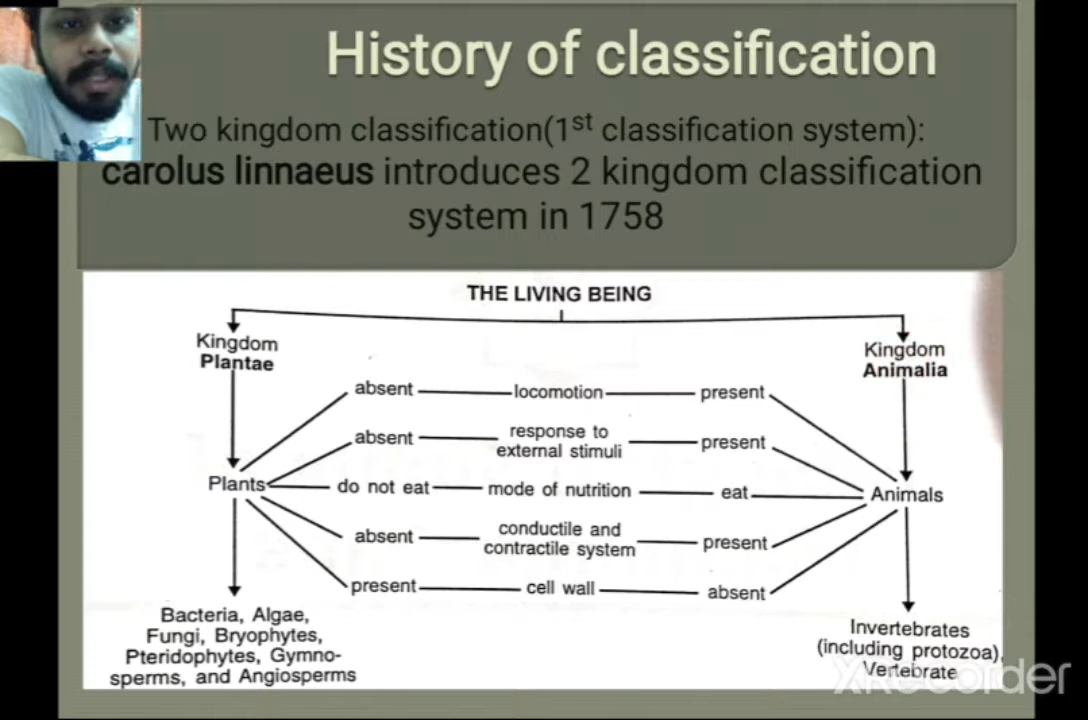 History of classification
Two kingdom classification(1st classification system):
carolus linnaeus introduces 2 kingdom classification
system in 1758
THE LIVING BEING
Kingdom
Plantae
Kingdom
Animalia
absent locomotion present
absent response to
external stimuli present
Plants do not eat mode of nutrition eat Animals
absent conductile and
contractile system present
present cell wall absent
Bacteria, Algae,
Fungi, Bryophytes,
Pteridophytes, Gymno-
sperms, and Angiosperms
Invertebrates
(including protozoa),
Vertebrate
XRecorder